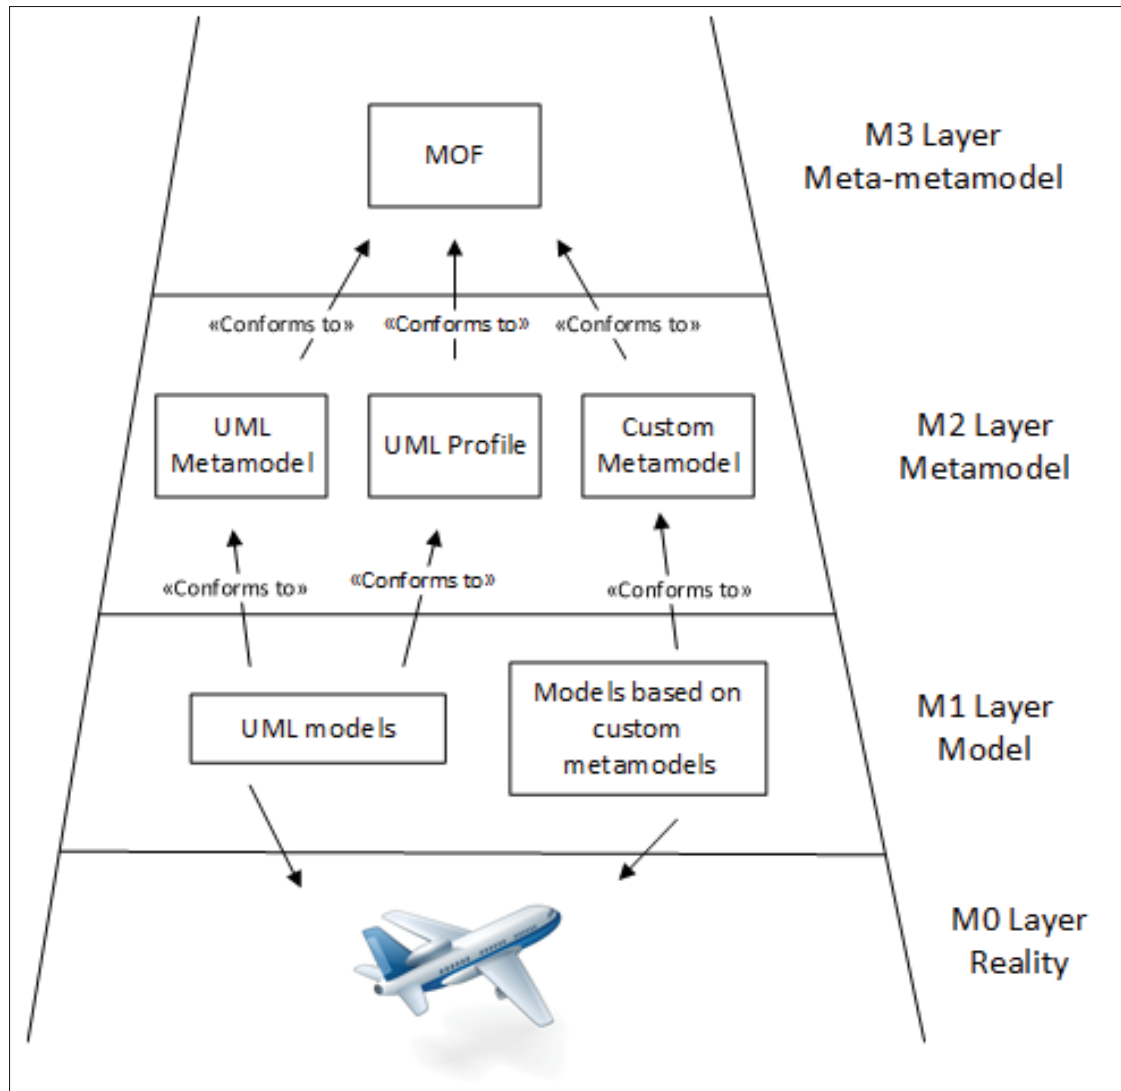 MOF
M3 Layer
Meta-metamodel
«Conforms to»
«Conforms to»
«Conforms to»
UML
Metamodel
UML Profile
Custom
Metamodel
M2 Layer
Metamodel
«Conforms to»
«Conforms to»
«Conforms to»
UML models
Models based on
custom
metamodels
M1 Layer
Model
M0 Layer
Reality